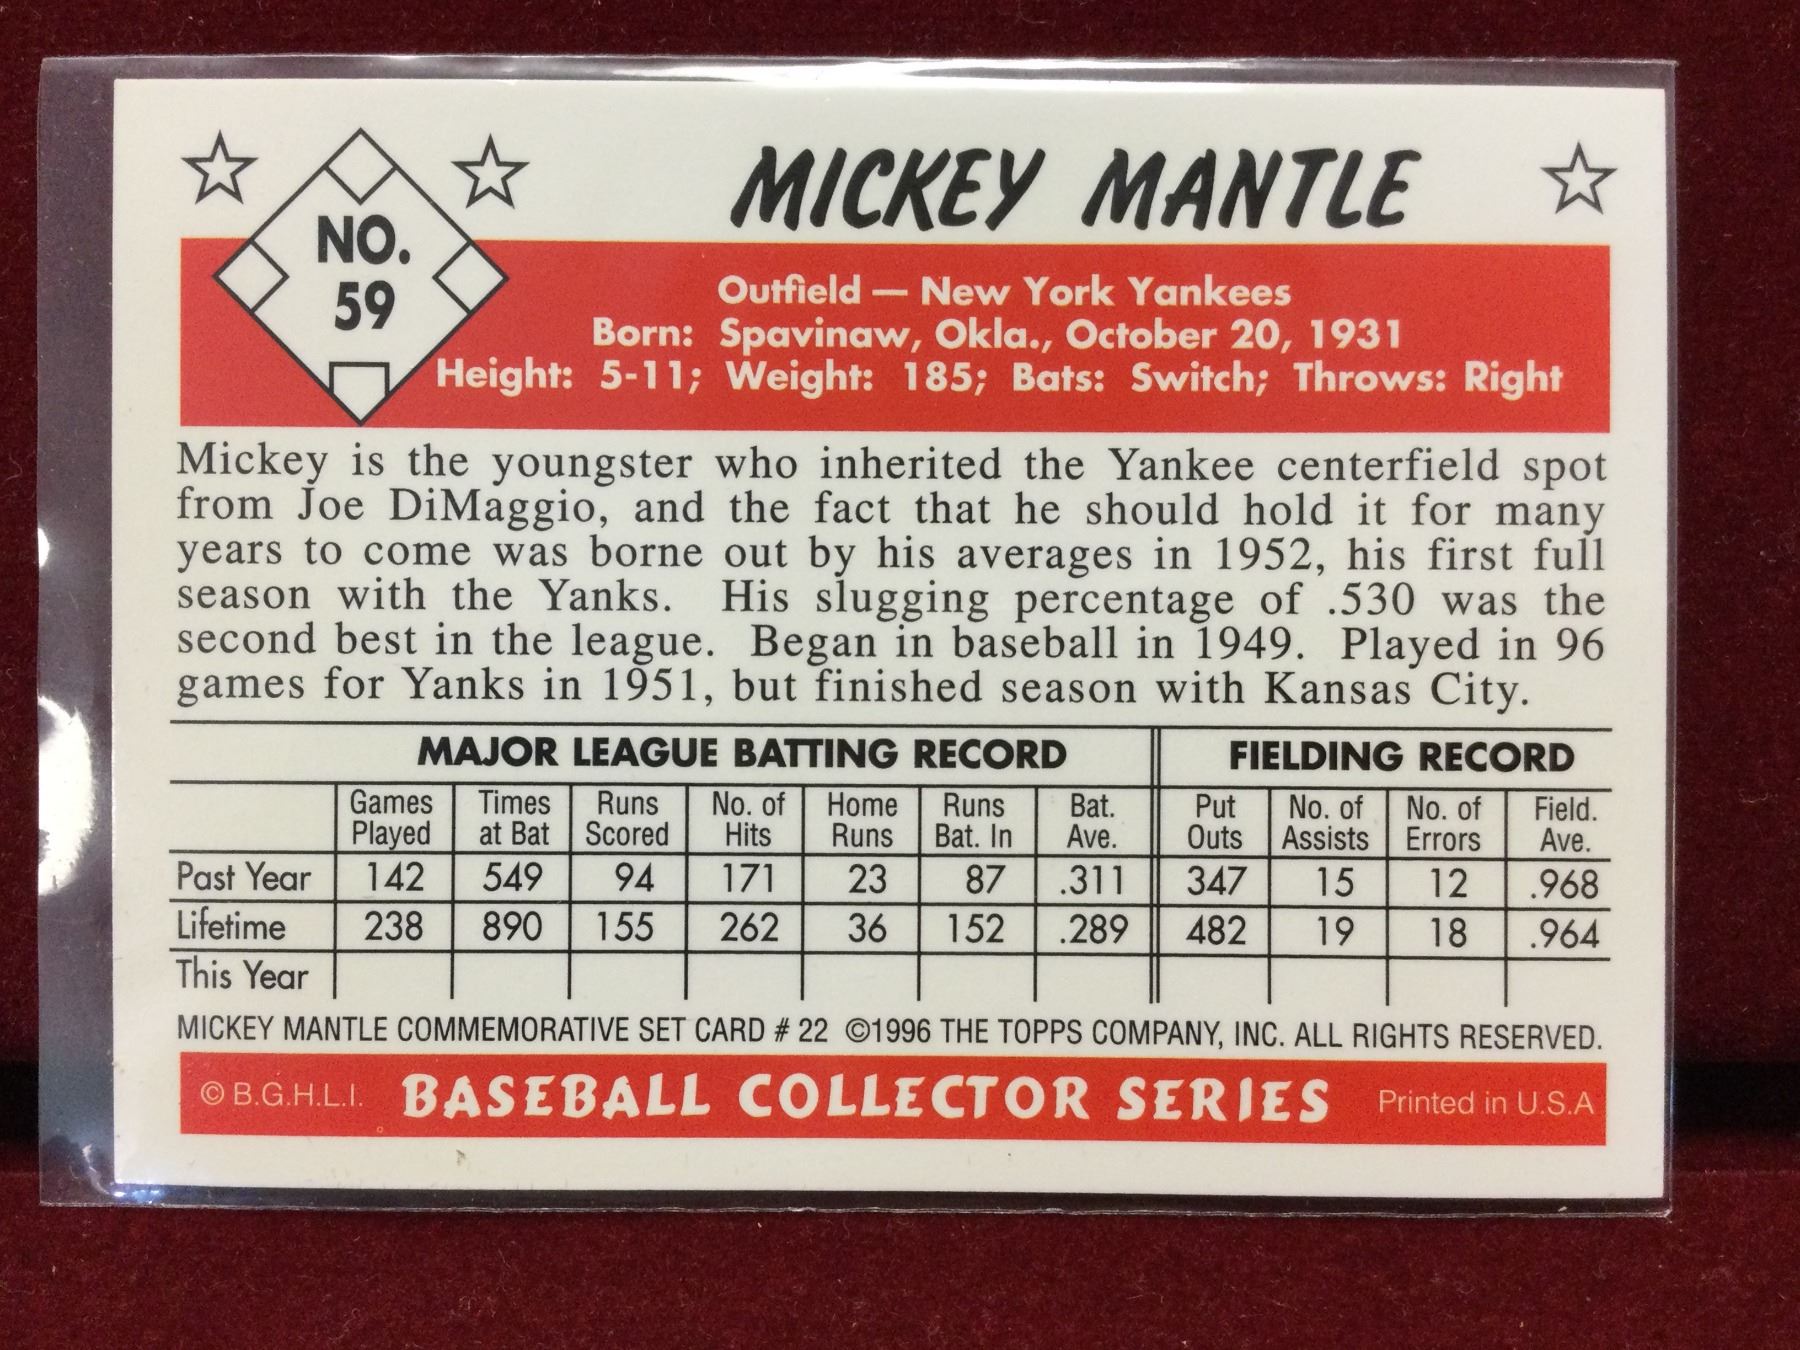 NO.
59
MICKEY MANTLE
Outfield — New York Yankees
Born: Spavinaw, Okla., October 20, 1931
Height: 5-11; Weight: 185; Bats: Switch; Throws: Right
Mickey is the youngster who inherited the Yankee centerfield spot
from Joe DiMaggio, and the fact that he should hold it for many
years to come was borne out by his averages in 1952, his first full
season with the Yanks. His slugging percentage of .530 was the
second best in the league. Began in baseball in 1949. Played in 96
games for Yanks in 1951, but finished season with Kansas City.
MAJOR LEAGUE BATTING RECORD FIELDING RECORD
Games Times Runs No. of Home Runs Bat. Put No. of No. of Field.
Played at Bat Scored Hits Runs Bat. In Ave. Outs Assists Errors Ave.
Past Year 142 549 94 171 23 87 .311 347 15 12 .968
Lifetime 238 890 155 262 36 152 .289 482 19 18 .964
This Year
MICKEY MANTLE COMMEMORATIVE SET CARD # 22 ©1996 THE TOPPS COMPANY, INC. ALL RIGHTS RESERVED.
© B.G.H.L.I. BASEBALL COLLECTOR SERIES Printed in U.S.A